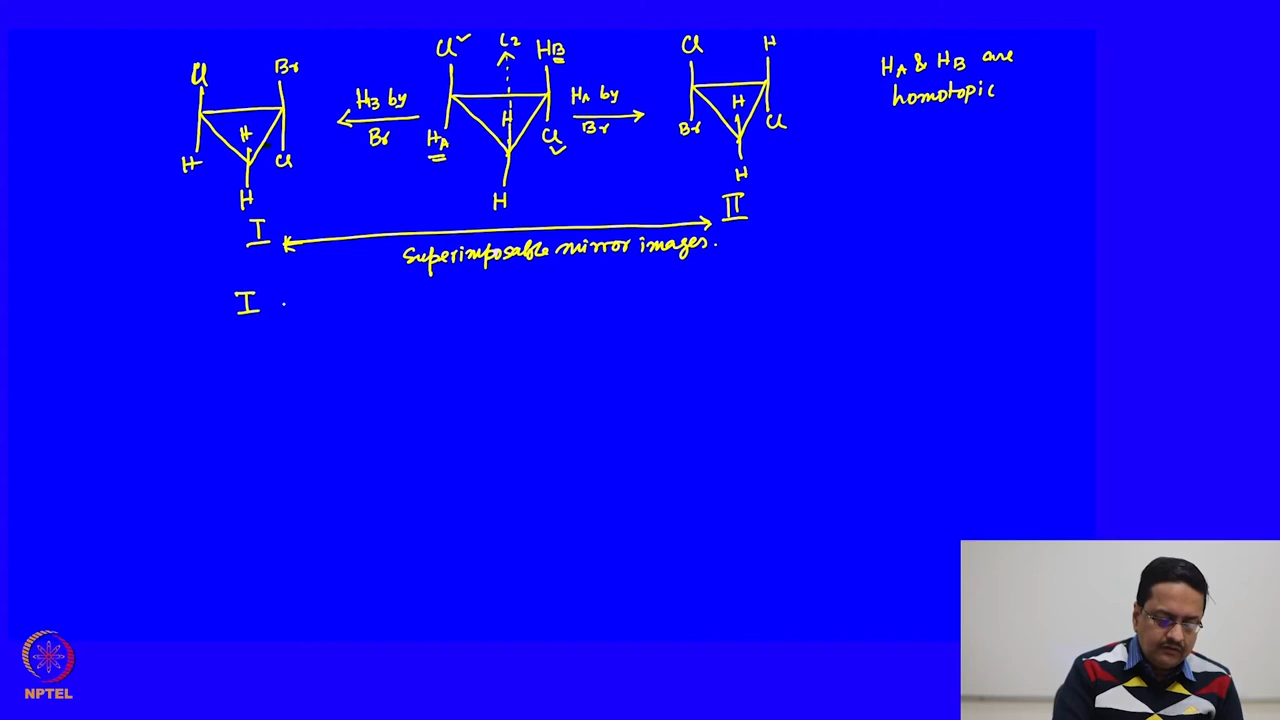 Cl Br
H H Cl
H
I
H3 by
Br
Cl C2 HB
HA H Cl
H
HA by
Br
Cl H
Br H Cl
H
II
HA & HB are
homotopic
Superimposable mirror images.
I
NPTEL